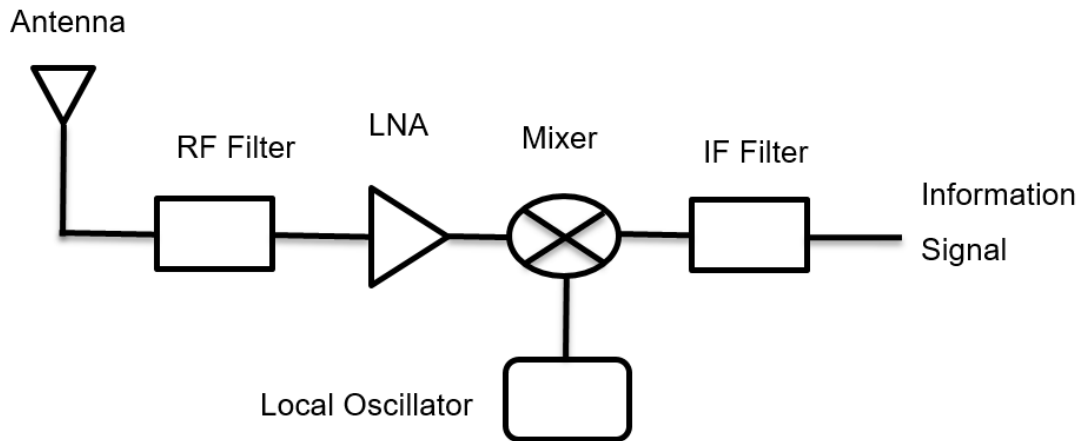 Antenna
RF Filter
LNA
Mixer
IF Filter
Information
Signal
Local Oscillator